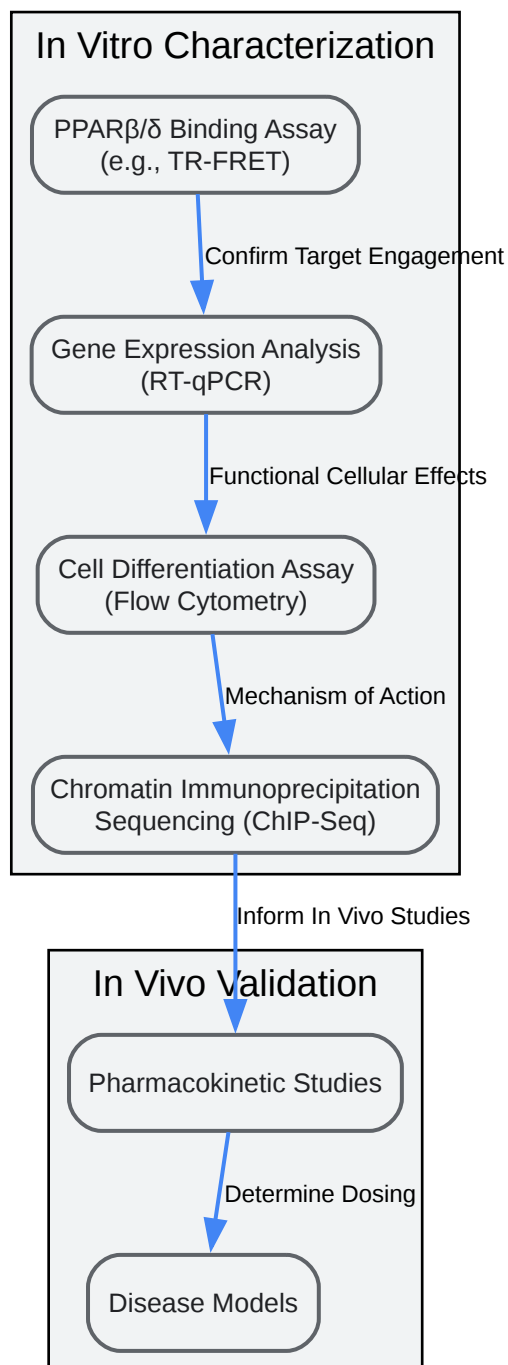 In Vitro Characterization
PPARβ/δ Binding Assay
(e.g., TR-FRET)
Confirm Target Engagement
Gene Expression Analysis
(RT-qPCR)
Functional Cellular Effects
Cell Differentiation Assay
(Flow Cytometry)
Mechanism of Action
Chromatin Immunoprecipitation
Sequencing (ChIP-Seq)
Inform In Vivo Studies
In Vivo Validation
Pharmacokinetic Studies
Determine Dosing
Disease Models